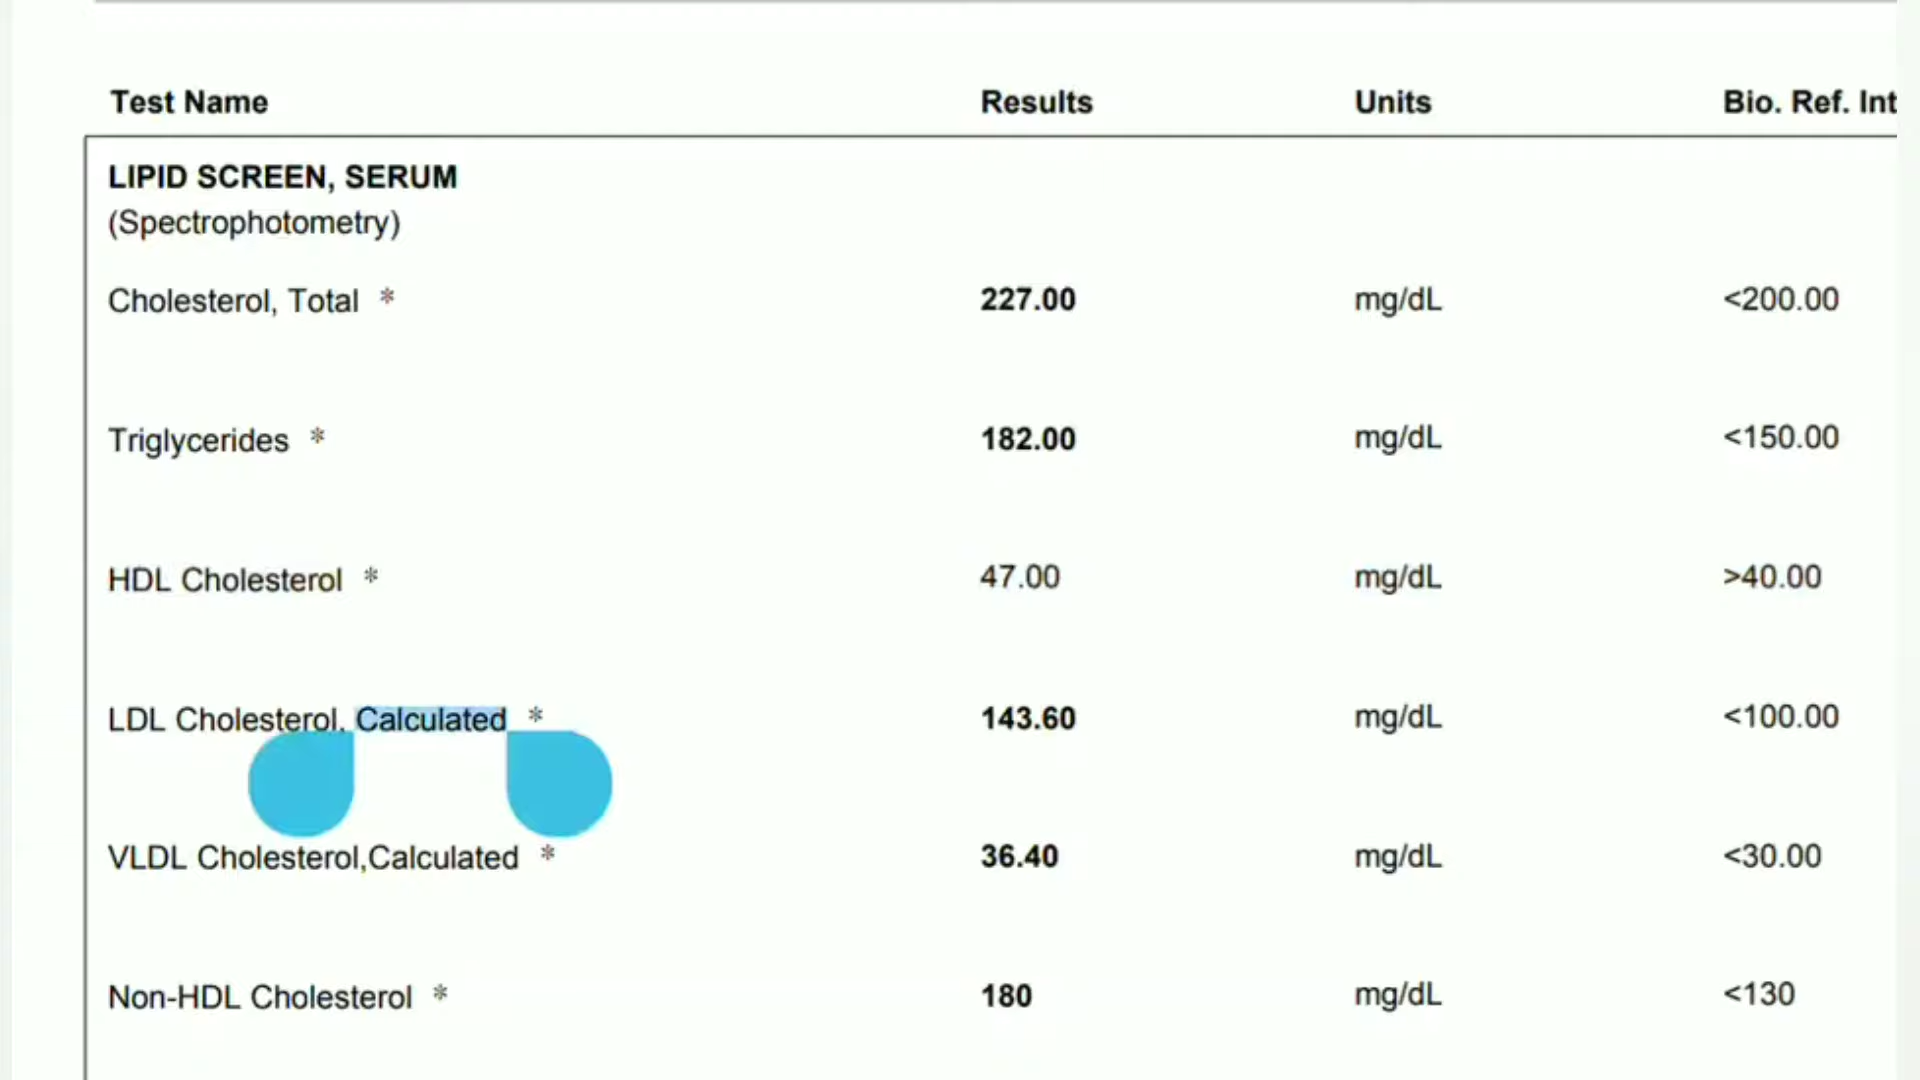 Test Name Results Units Bio. Ref. Int
LIPID SCREEN, SERUM
(Spectrophotometry)
Cholesterol, Total * 227.00 mg/dL <200.00
Triglycerides * 182.00 mg/dL <150.00
HDL Cholesterol * 47.00 mg/dL >40.00
LDL Cholesterol, Calculated * 143.60 mg/dL <100.00
VLDL Cholesterol,Calculated * 36.40 mg/dL <30.00
Non-HDL Cholesterol * 180 mg/dL <130